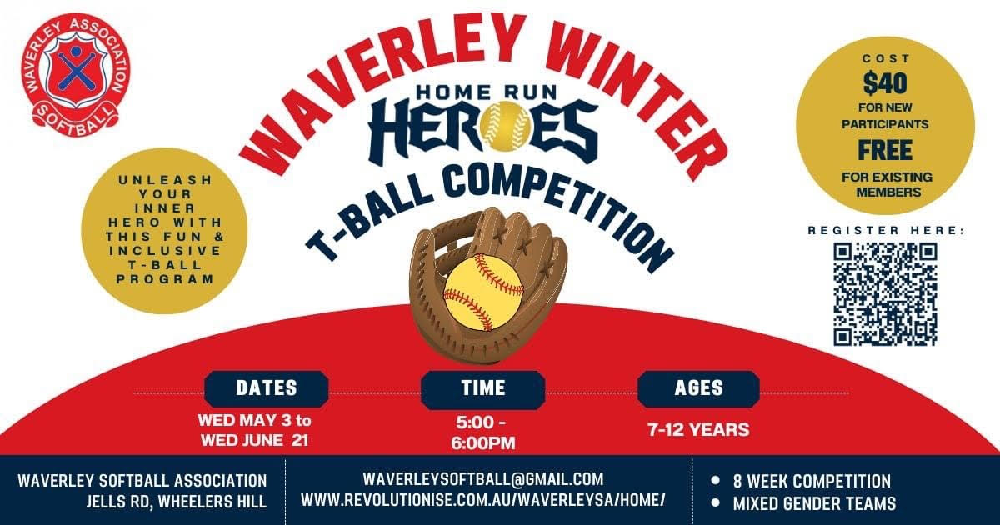 WAVERLEY ASSOCIATION
SOFTBALL
WAVERLEY WINTER
HOME RUN
HEROES
T-BALL COMPETITION
UNLEASH
YOUR
INNER
HERO WITH
THIS FUN &
INCLUSIVE
T-BALL
PROGRAM
COST
$40
FOR NEW
PARTICIPANTS
FREE
FOR EXISTING
MEMBERS
REGISTER HERE:
DATES
WED MAY 3 to
WED JUNE 21
TIME
5:00 -
6:00PM
AGES
7-12 YEARS
WAVERLEY SOFTBALL ASSOCIATION
JELLS RD, WHEELERS HILL
WAVERLEYSOFTBALL@GMAIL.COM
WWW.REVOLUTIONISE.COM.AU/WAVERLEYSA/HOME/
• 8 WEEK COMPETITION
• MIXED GENDER TEAMS